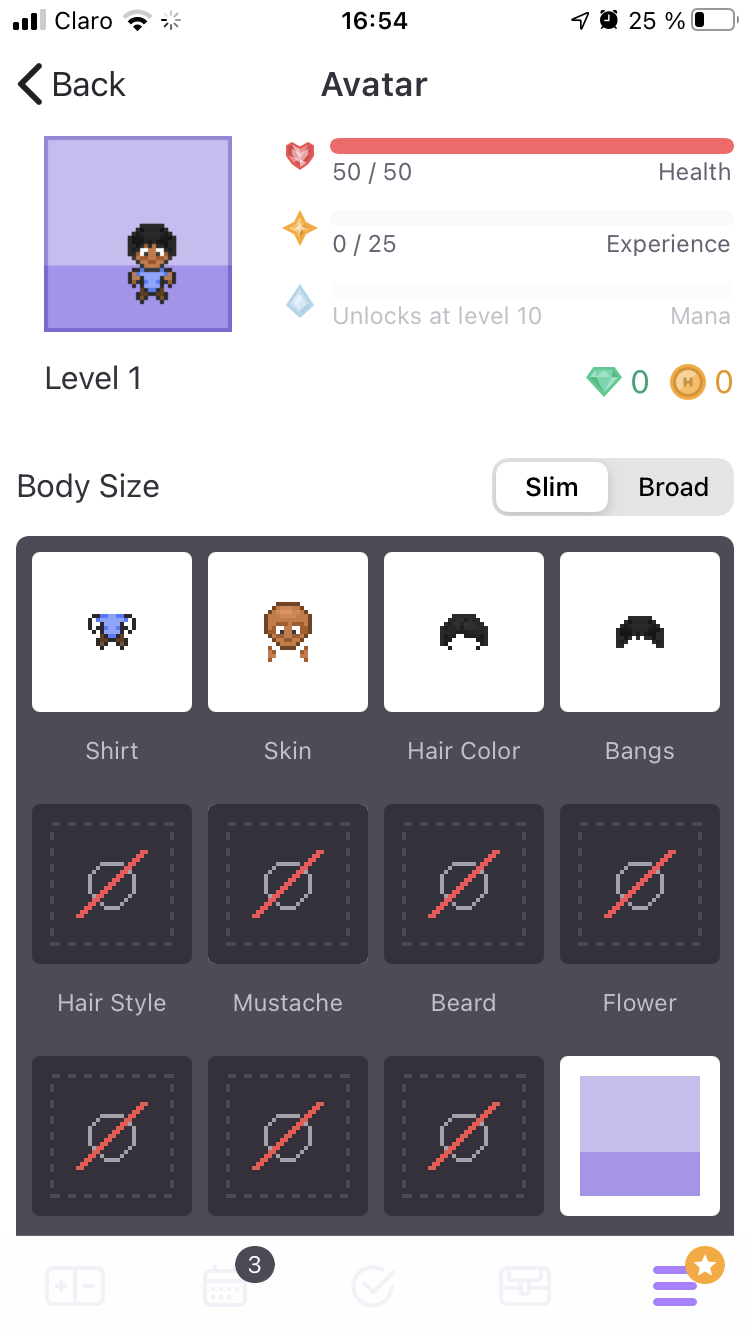 Claro 16:54 25 %
Back Avatar
50 / 50 Health
0 / 25 Experience
Unlocks at level 10 Mana
Level 1 0 H 0
Body Size Slim Broad
Shirt Skin Hair Color Bangs
Hair Style Mustache Beard Flower
3